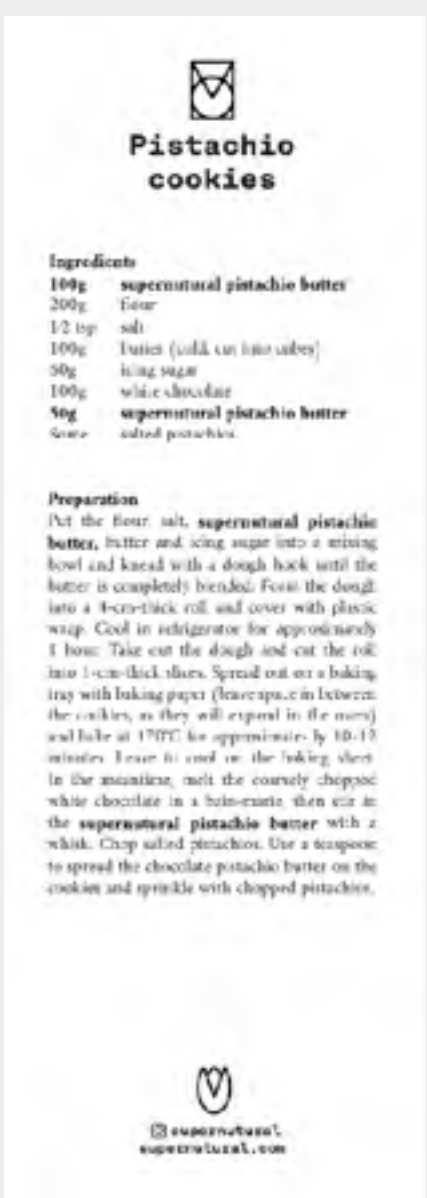 Pistachio
cookies
Ingredients
100g supernutural pistachio butter
200g flour
1/2 tsp salt
100g butter (cold, cut into cubes)
50g icing sugar
100g white chocolate
50g supernutural pistachio butter
Some salted pistachios
Preparation
Put the flour, salt, supernutural pistachio
butter, butter and icing sugar into a mixing
bowl and knead with a dough hook until the
butter is completely blended. Form the dough
into a 4-cm-thick roll and cover with plastic
wrap. Cool in refrigerator for approximately
1 hour. Take out the dough and cut the roll
into 1-cm-thick slices. Spread out on a baking
tray with baking paper (leave space in between
the cookies, as they will expand in the oven)
and bake at 170°C for approximately 10-12
minutes. Leave to cool on the baking sheet.
In the meantime, melt the coarsely chopped
white chocolate in a bain-marie, then stir in
the supernutural pistachio butter with a
whisk. Chop salted pistachios. Use a teaspoon
to spread the chocolate pistachio butter on the
cookies and sprinkle with chopped pistachios.
supernutural
supernutural.com